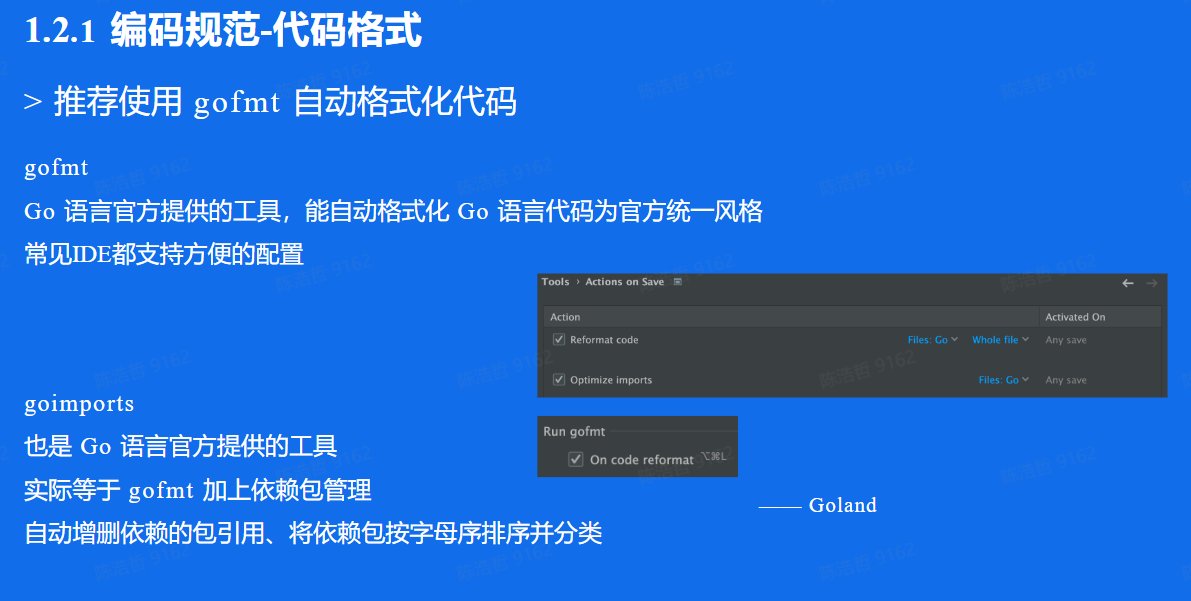 1.2.1 编码规范-代码格式
> 推荐使用 gofmt 自动格式化代码
gofmt
Go 语言官方提供的工具，能自动格式化 Go 语言代码为官方统一风格
常见IDE都支持方便的配置
Tools › Actions on Save
Action Activated On
Reformat code Files: Go Whole file Any save
Optimize imports Files: Go Any save
goimports
也是 Go 语言官方提供的工具
实际等于 gofmt 加上依赖包管理
自动增删依赖的包引用、将依赖包按字母序排序并分类
Run gofmt
On code reformat ⌥⌘L
—— Goland
陈浩哲 9162